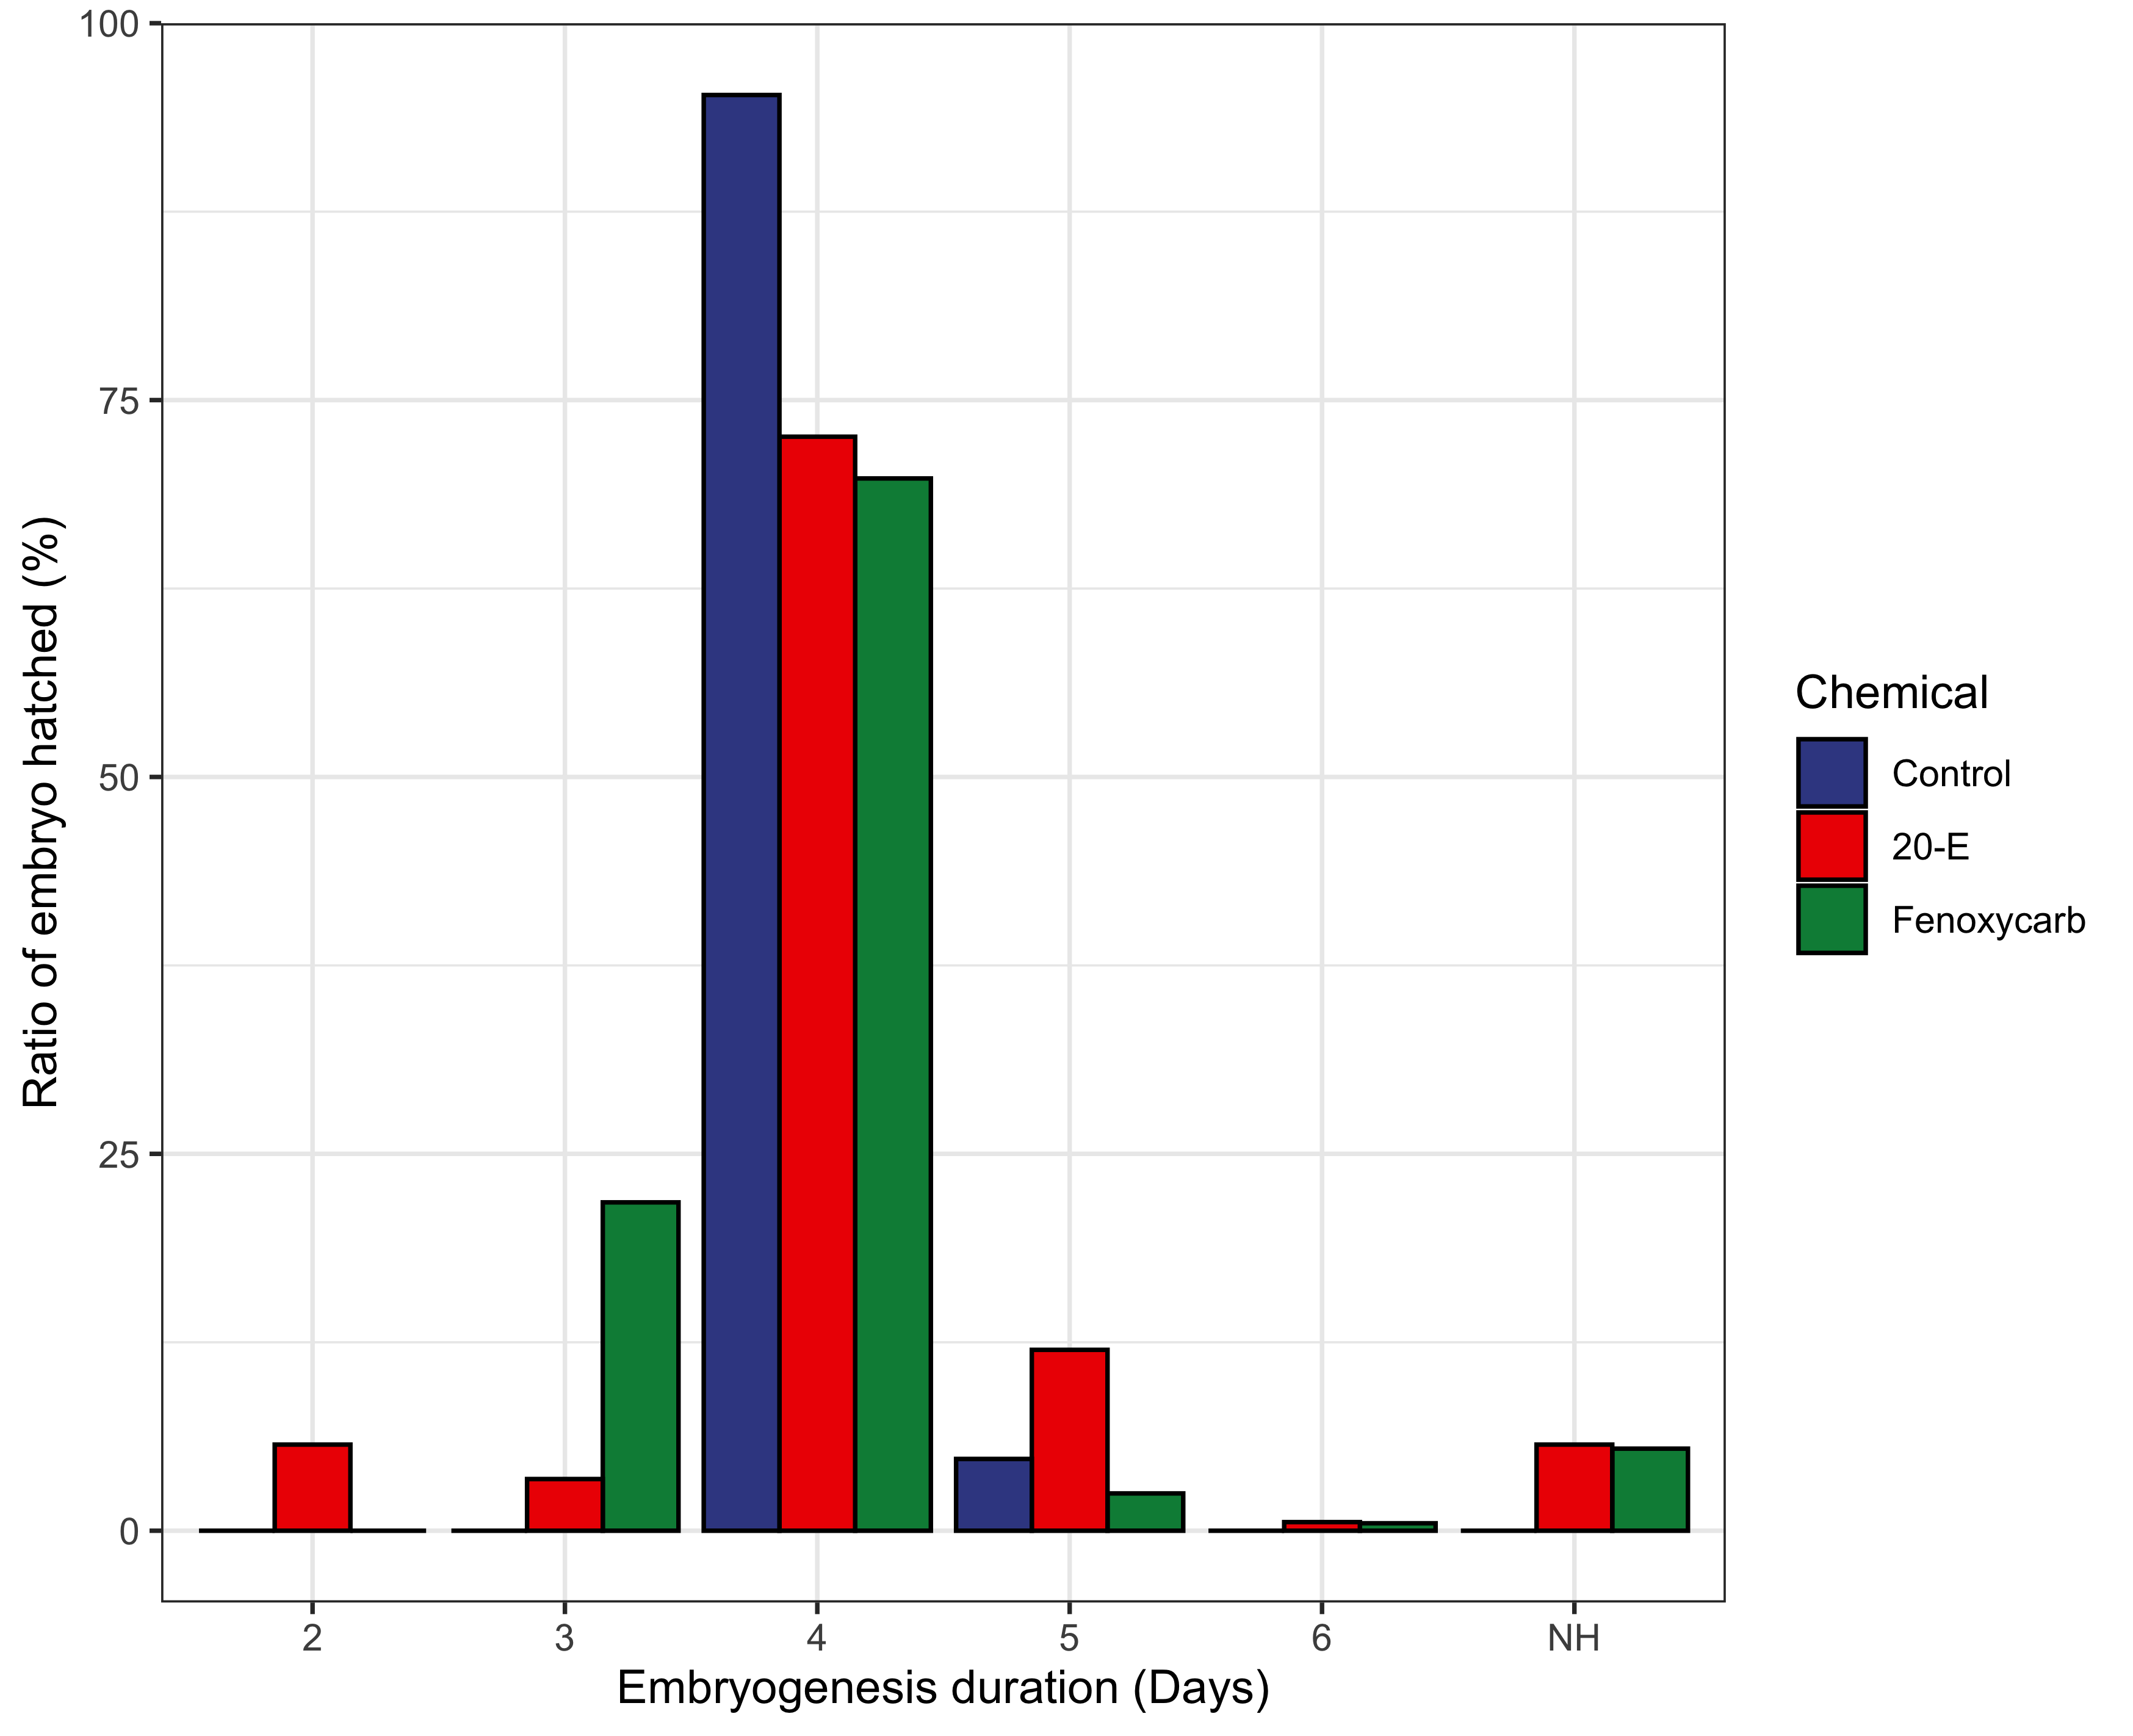 Ratio of embryo hatched (%)
100
75
50
25
0
2 3 4 5 6 NH
Embryogenesis duration (Days)
Chemical
Control
20-E
Fenoxycarb